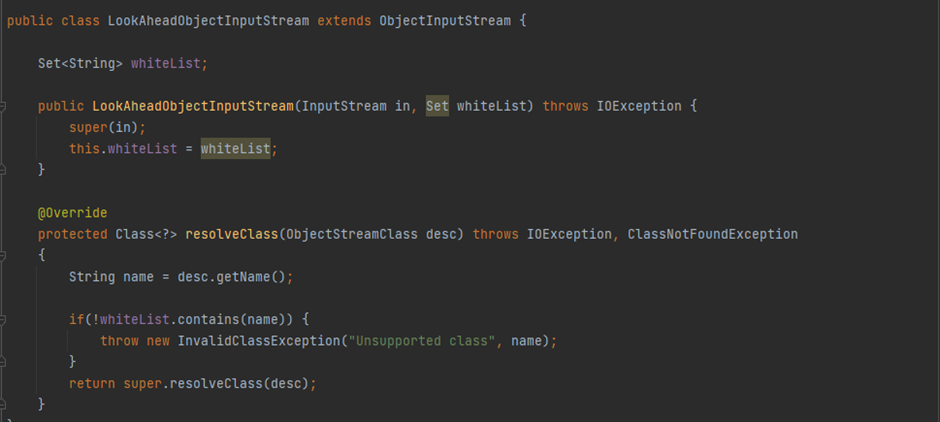 public class LookAheadObjectInputStream extends ObjectInputStream {
Set<String> whiteList;
public LookAheadObjectInputStream(InputStream in, Set whiteList) throws IOException {
super(in);
this.whiteList = whiteList;
}
@Override
protected Class<?> resolveClass(ObjectStreamClass desc) throws IOException, ClassNotFoundException
{
String name = desc.getName();
if(!whiteList.contains(name)) {
throw new InvalidClassException("Unsupported class", name);
}
return super.resolveClass(desc);
}